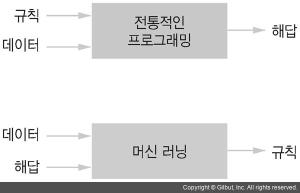 규칙
데이터
전통적인
프로그래밍
해답
데이터
해답
머신 러닝
규칙
Copyright © Gilbut, Inc. All rights reserved.